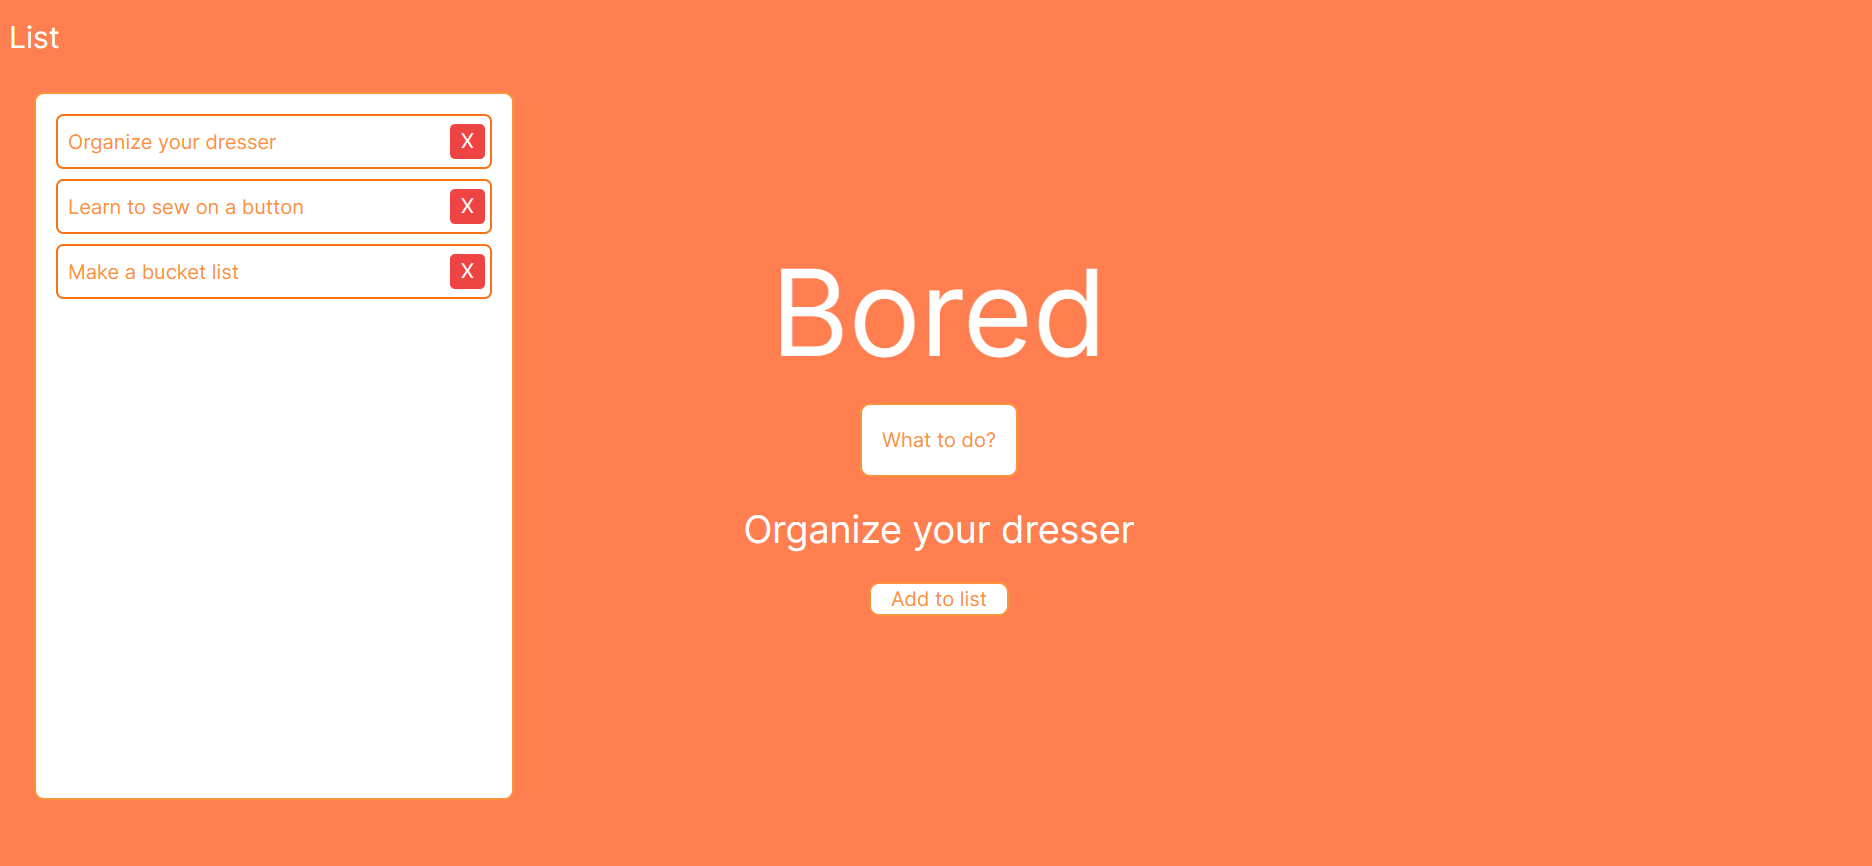 List
Organize your dresser X
Learn to sew on a button X
Make a bucket list X
Bored
What to do?
Organize your dresser
Add to list